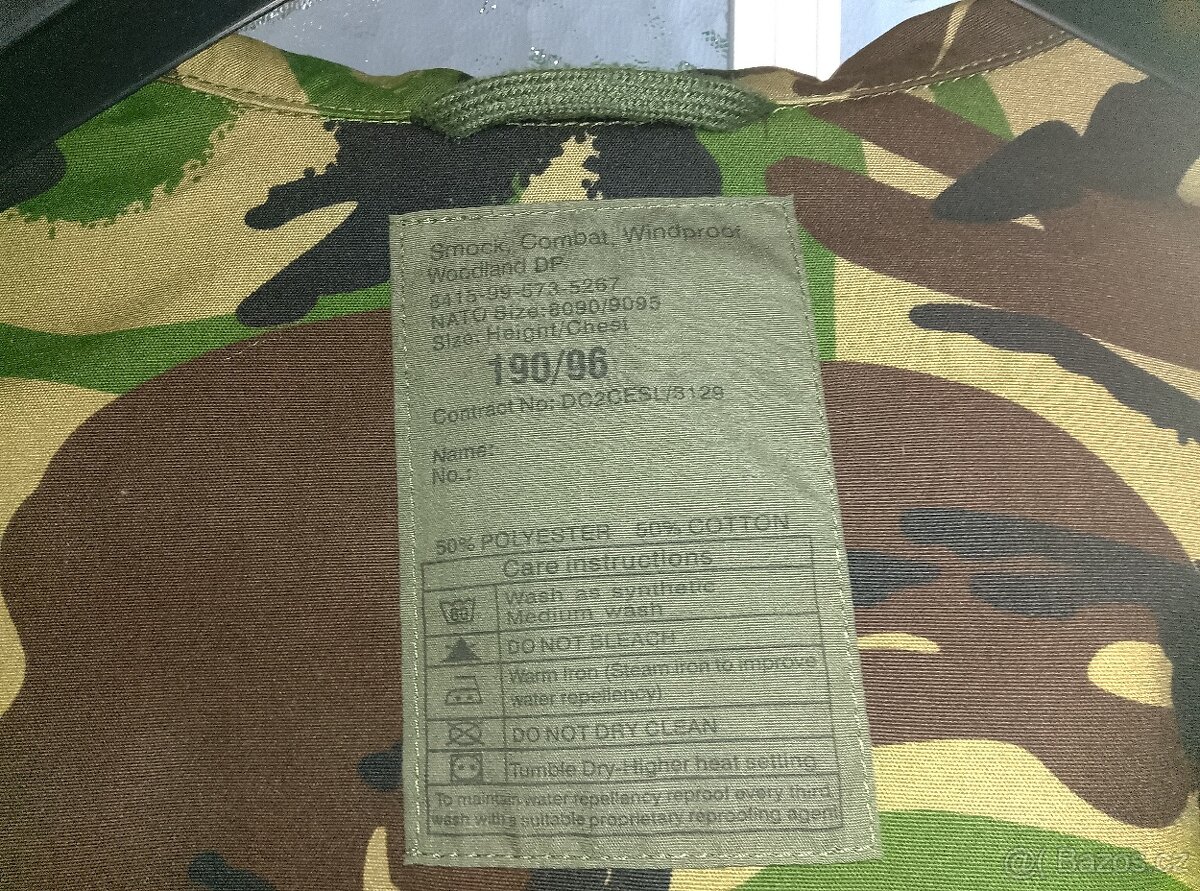 Smock, Combat, Windproof
Woodland DP
8415-99-573-5267
NATO Size:8090/9095
Size: Height/Chest
190/96
Contract No: DC2CESL/3129
Name:
No.:
50% POLYESTER 50% COTTON
Care instructions
Wash as synthetic
Medium wash
DO NOT BLEACH
Warm Iron (Steam iron to improve
water repellency)
DO NOT DRY CLEAN
Tumble Dry-Higher heat setting
To maintain water repellancy reproof every third
wash with a suitable proprietary reproofing agent
Bazos.cz